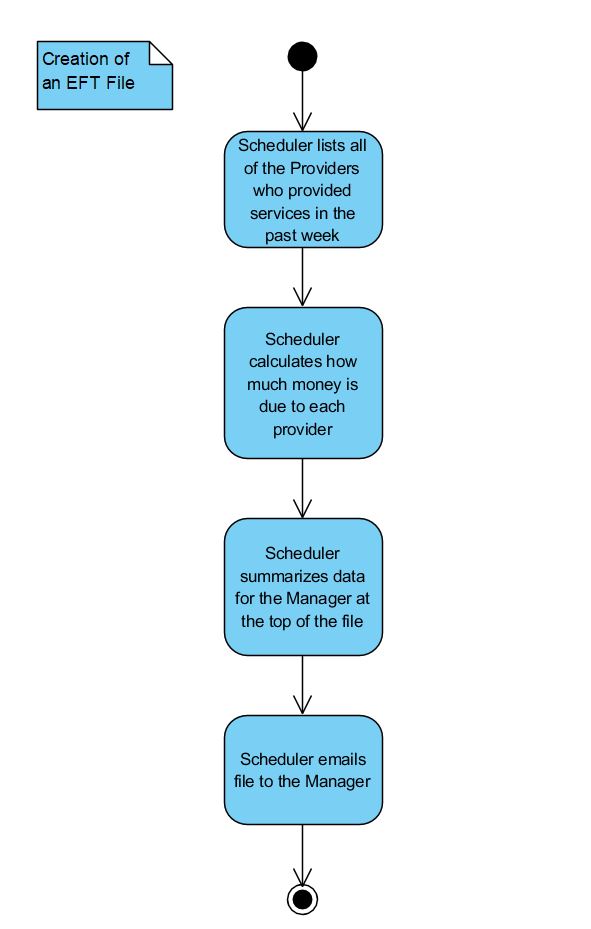 Creation of
an EFT File
Scheduler lists all
of the Providers
who provided
services in the
past week
Scheduler
calculates how
much money is
due to each
provider
Scheduler
summarizes data
for the Manager at
the top of the file
Scheduler emails
file to the Manager